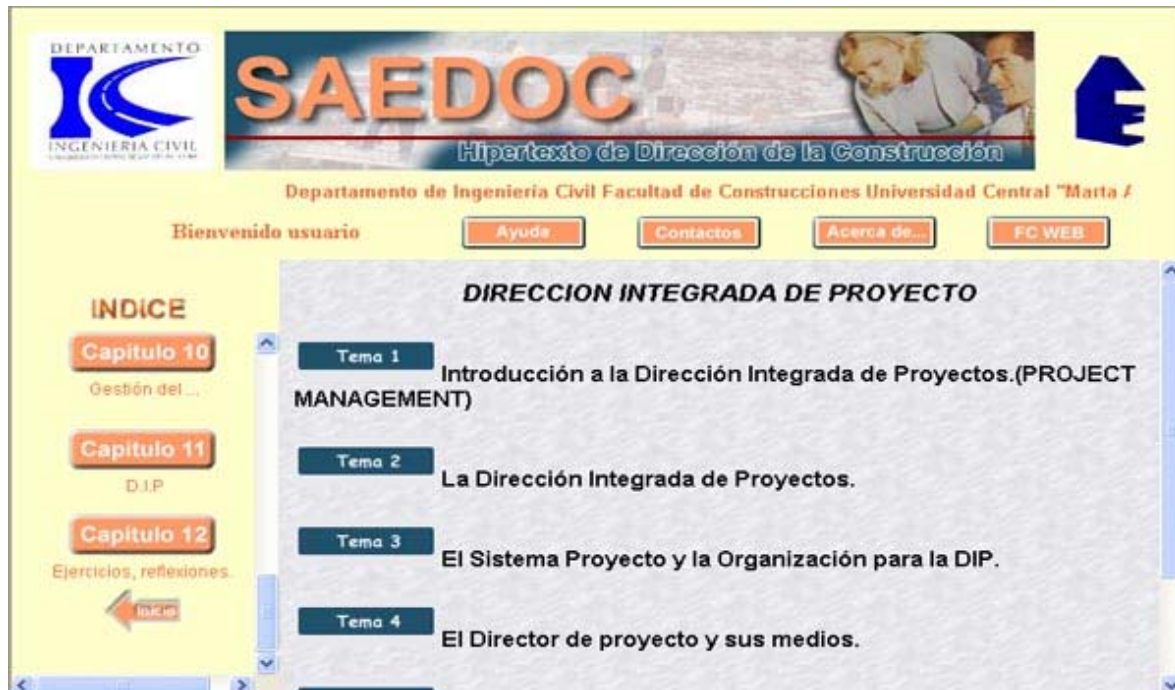 DEPARTAMENTO
INGENIERIA CIVIL
SAEDOC
Hipertexto de Dirección de la Construcción
Departamento de Ingeniería Civil Facultad de Construcciones Universidad Central "Marta A
Bienvenido usuario
Ayuda
Contactos
Acerca de...
FC WEB
INDICE
Capitulo 10
Gestión del ...
Capitulo 11
D.I.P
Capitulo 12
Ejercicios, reflexiones.
Inicio
DIRECCION INTEGRADA DE PROYECTO
Tema 1
Introducción a la Dirección Integrada de Proyectos.(PROJECT
MANAGEMENT)
Tema 2
La Dirección Integrada de Proyectos.
Tema 3
El Sistema Proyecto y la Organización para la DIP.
Tema 4
El Director de proyecto y sus medios.